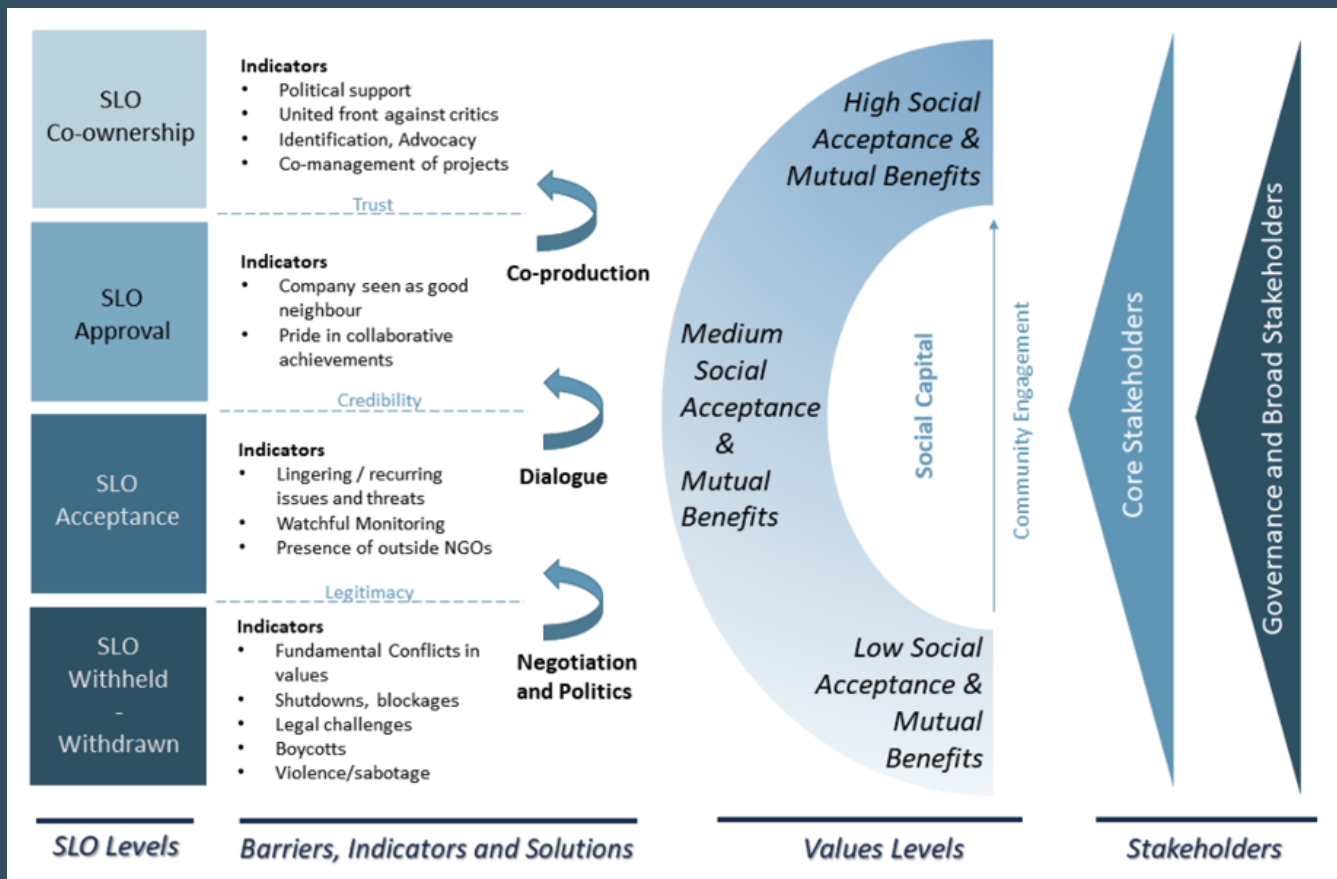 SLO
Co-ownership
Indicators
• Political support
• United front against critics
• Identification, Advocacy
• Co-management of projects
Trust
Co-production
SLO
Approval
Indicators
• Company seen as good
neighbour
• Pride in collaborative
achievements
Credibility
Dialogue
SLO
Acceptance
Indicators
• Lingering / recurring
issues and threats
• Watchful Monitoring
• Presence of outside NGOs
Legitimacy
Negotiation
and Politics
SLO
Withheld
-
Withdrawn
Indicators
• Fundamental Conflicts in
values
• Shutdowns, blockages
• Legal challenges
• Boycotts
• Violence/sabotage
High Social
Acceptance &
Mutual Benefits
Medium
Social
Acceptance
&
Mutual
Benefits
Low Social
Acceptance &
Mutual
Benefits
Social Capital
Community Engagement
Core Stakeholders
Governance and Broad Stakeholders
SLO Levels
Barriers, Indicators and Solutions
Values Levels
Stakeholders